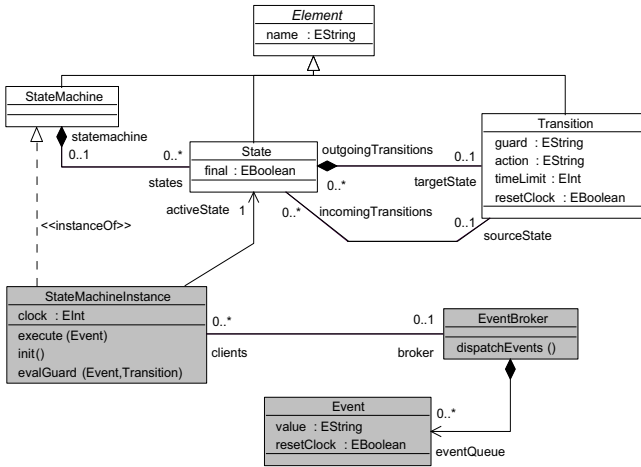 Element
name : EString
StateMachine
statemachine
0..1
0..*
states
State
final : EBoolean
outgoingTransitions
0..*
0..1
targetState
Transition
guard : EString
action : EString
timeLimit : EInt
resetClock : EBoolean
activeState
1
0..*
incomingTransitions
0..1
sourceState
<<instanceOf>>
StateMachineInstance
clock : EInt
execute (Event)
init()
evalGuard (Event,Transition)
0..*
clients
0..1
broker
EventBroker
dispatchEvents ()
Event
value : EString
resetClock : EBoolean
0..*
eventQueue